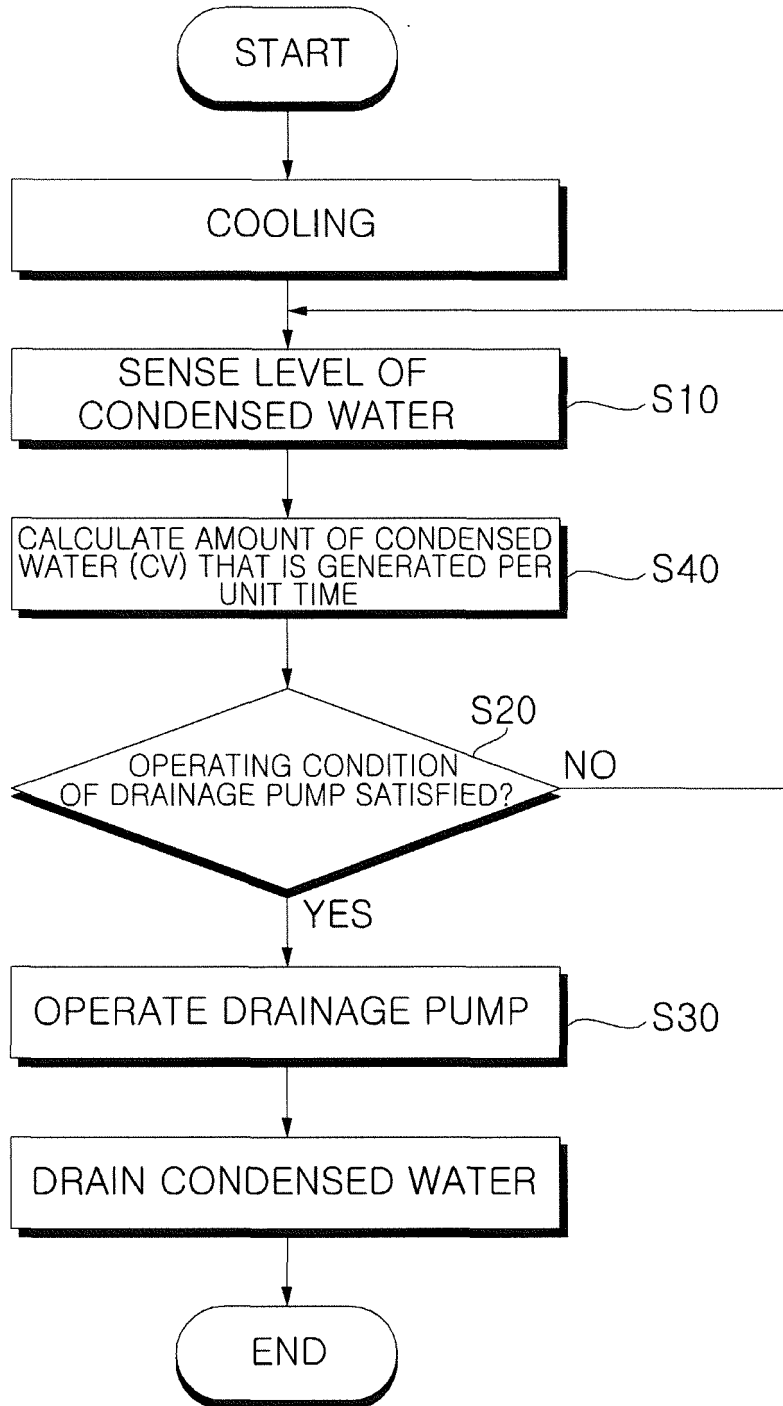 START
COOLING
SENSE LEVEL OF
CONDENSED WATER
S10
CALCULATE AMOUNT OF CONDENSED
WATER (CV) THAT IS GENERATED PER
UNIT TIME
S40
S20
OPERATING CONDITION
OF DRAINAGE PUMP SATISFIED?
NO
YES
OPERATE DRAINAGE PUMP
S30
DRAIN CONDENSED WATER
END